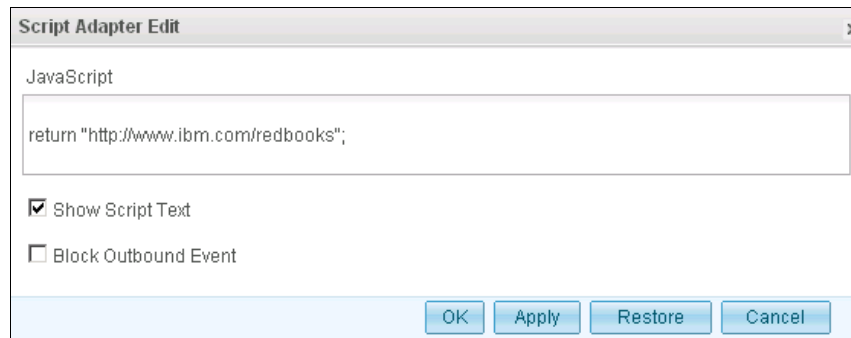 Script Adapter Edit
JavaScript
return "http://www.ibm.com/redbooks";
Show Script Text
Block Outbound Event
OK Apply Restore Cancel